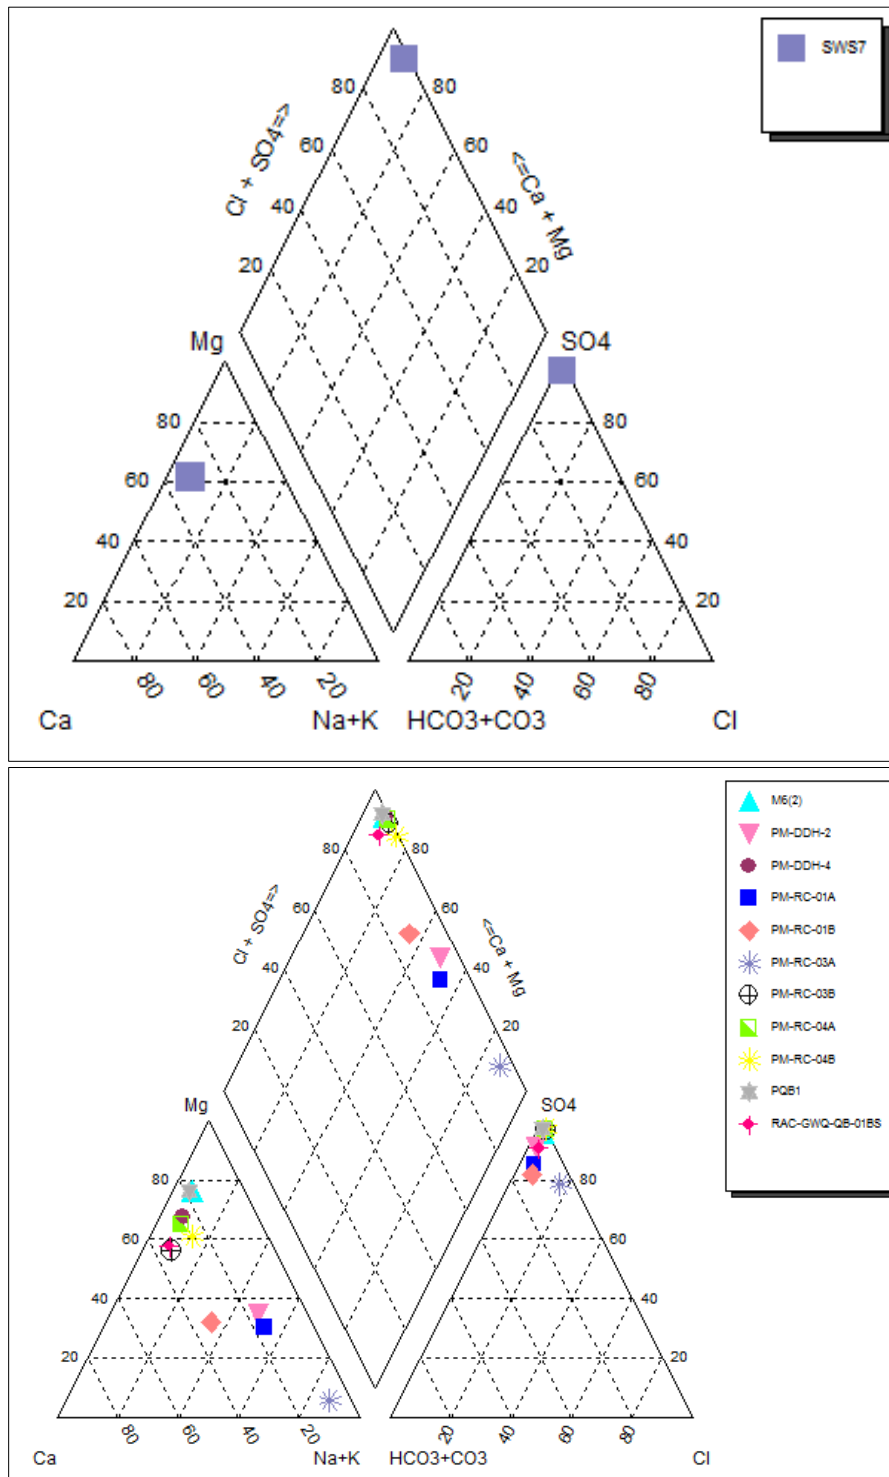 SWS7
80
80
Cl + SO4=>
<=Ca + Mg
60
60
40
40
20
20
Mg
SO4
80
80
60
60
40
40
20
20
80
60
20
20
40
60
80
Ca
Na+K
HCO3+CO3
Cl
M6(2)
PM-DDH-2
PM-DDH-4
PM-RC-01A
PM-RC-01B
PM-RC-03A
PM-RC-03B
PM-RC-04A
PM-RC-04B
PQB1
RAC-GWQ-QB-01BS
80
80
Cl + SO4=>
<=Ca + Mg
60
60
40
40
20
20
Mg
SO4
80
80
60
60
40
40
20
20
80
60
40
20
20
40
60
80
Ca
Na+K
HCO3+CO3
Cl